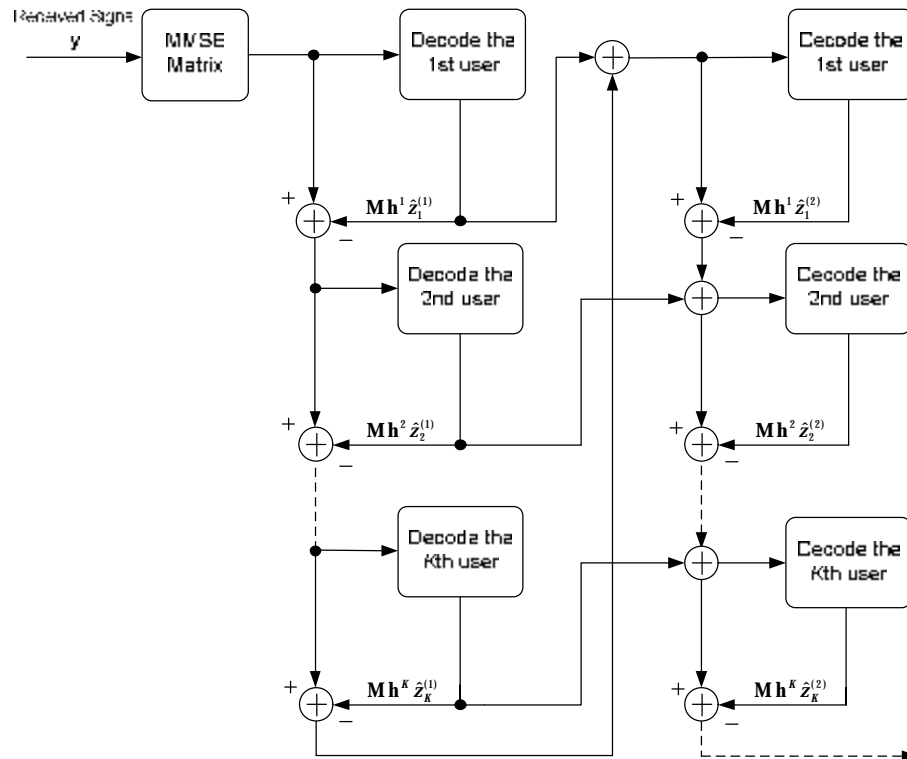 Received Signa
y
MMSE
Matrix
Decode the
1st user
Decode the
1st user
+
Mh¹ ẑ₁⁽¹⁾
−
+
Mh¹ ẑ₁⁽²⁾
−
Decode the
2nd user
Decode the
2nd user
+
Mh² ẑ₂⁽¹⁾
−
+
Mh² ẑ₂⁽²⁾
−
Decode the
Kth user
Decode the
Kth user
+
Mhᴷ ẑ_K⁽¹⁾
−
+
Mhᴷ ẑ_K⁽²⁾
−